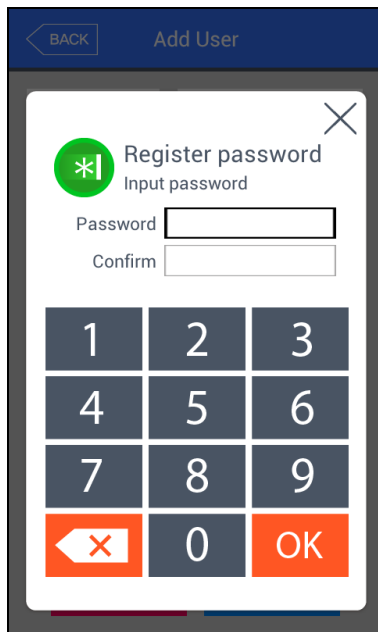 BACK Add User
Register password
Input password
Password
Confirm
1 2 3
4 5 6
7 8 9
0 OK